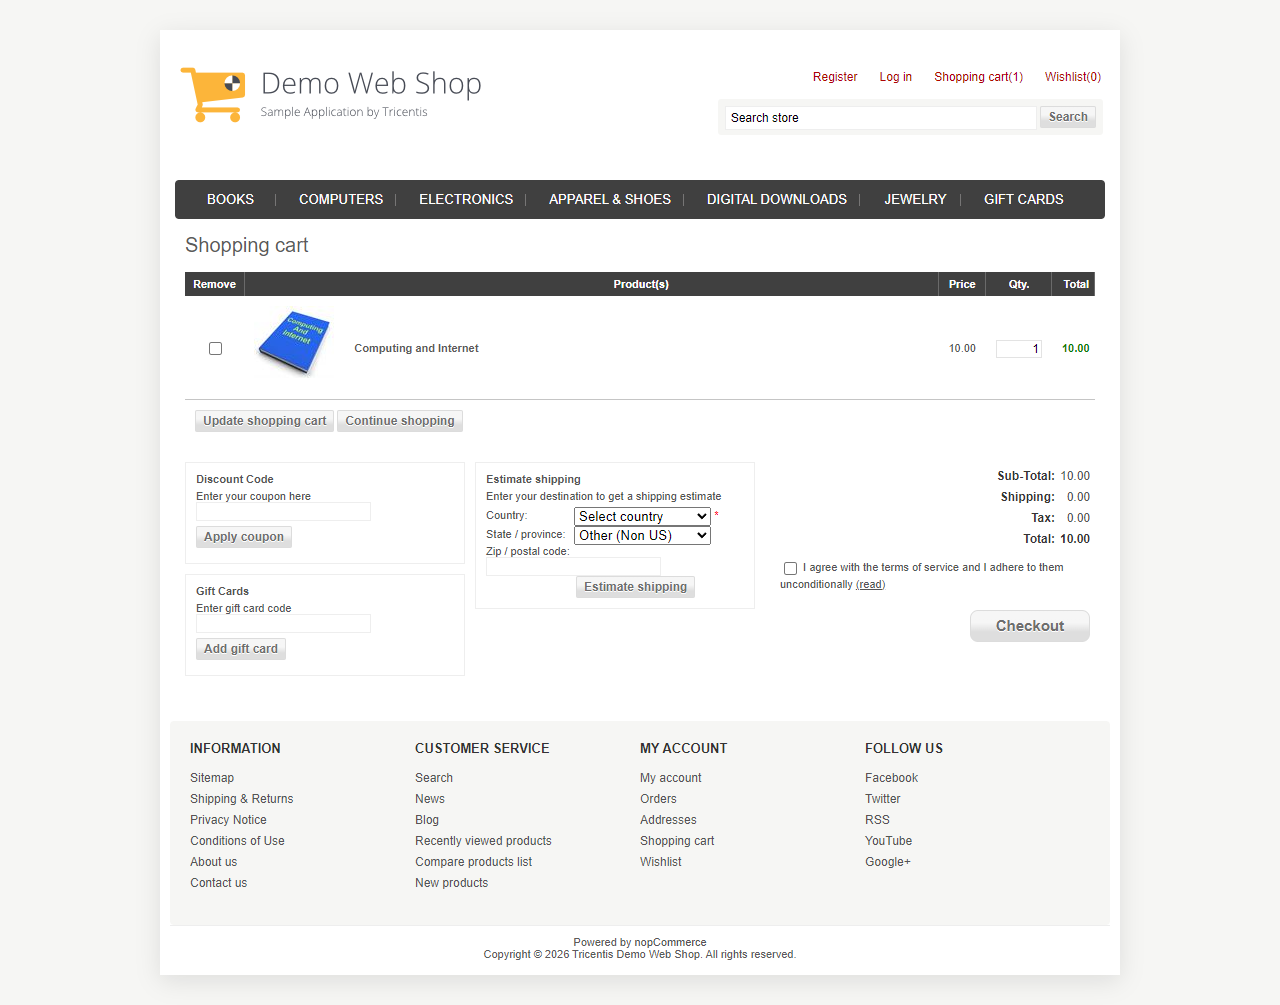 Demo Web Shop
Sample Application by Tricentis
Register Log in Shopping cart(1) Wishlist(0)
Search store Search
BOOKS COMPUTERS ELECTRONICS APPAREL & SHOES DIGITAL DOWNLOADS JEWELRY GIFT CARDS
Shopping cart
Remove Product(s) Price Qty. Total
Computing And Internet
Computing and Internet 10.00 1 10.00
Update shopping cart Continue shopping
Discount Code
Enter your coupon here
Apply coupon
Gift Cards
Enter gift card code
Add gift card
Estimate shipping
Enter your destination to get a shipping estimate
Country: Select country *
State / province: Other (Non US)
Zip / postal code:
Estimate shipping
Sub-Total: 10.00
Shipping: 0.00
Tax: 0.00
Total: 10.00
I agree with the terms of service and I adhere to them
unconditionally (read)
Checkout
INFORMATION
Sitemap
Shipping & Returns
Privacy Notice
Conditions of Use
About us
Contact us
CUSTOMER SERVICE
Search
News
Blog
Recently viewed products
Compare products list
New products
MY ACCOUNT
My account
Orders
Addresses
Shopping cart
Wishlist
FOLLOW US
Facebook
Twitter
RSS
YouTube
Google+
Powered by nopCommerce
Copyright © 2026 Tricentis Demo Web Shop. All rights reserved.